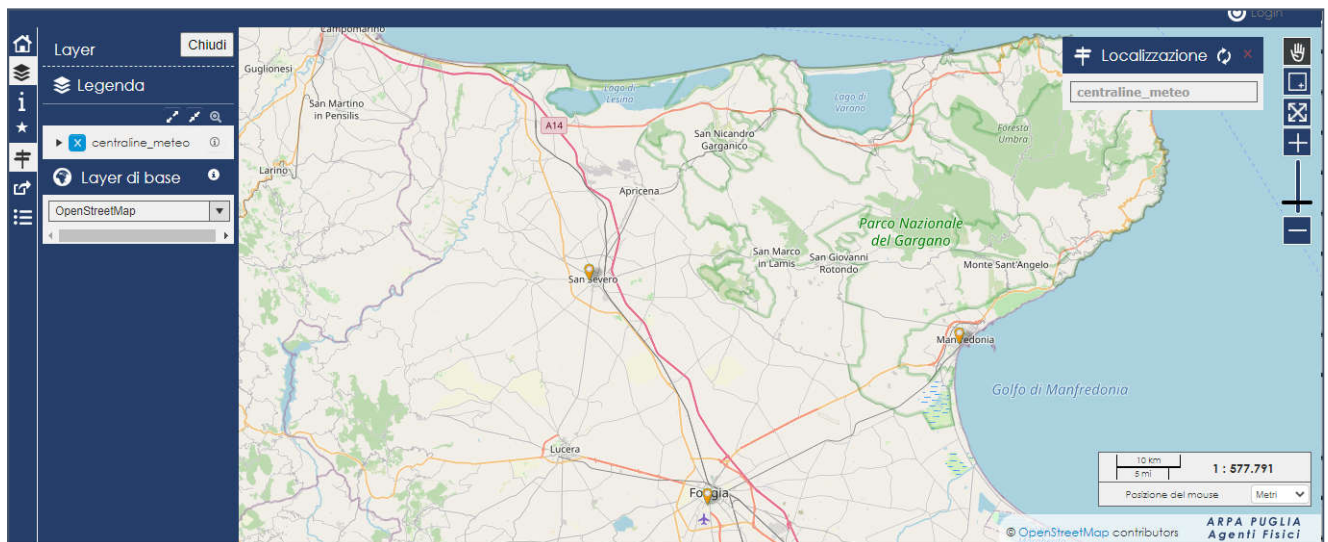 Login
Layer
Chiudi
Legenda
centraline_meteo
Layer di base
OpenStreetMap
Localizzazione
centraline_meteo
Campomarino
Guglionesi
San Martino
in Pensilis
Larino
A14
Lago di
Lesina
Lago di
Varano
San Nicandro
Garganico
Foresta
Umbra
Apricena
Parco Nazionale
del Gargano
San Marco
in Lamis
San Giovanni
Rotondo
Monte Sant'Angelo
San Severo
Manfredonia
Golfo di Manfredonia
Lucera
Foggia
10 km
5 mi
1 : 577.791
Posizione del mouse
Metri
© OpenStreetMap contributors
ARPA PUGLIA
Agenti Fisici